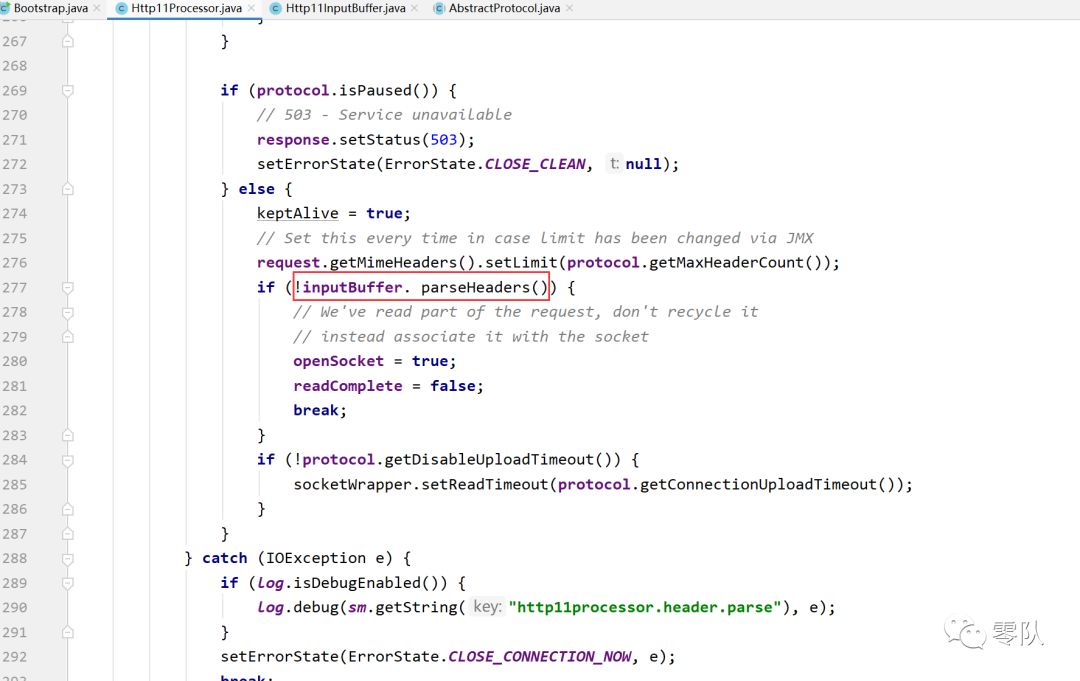 Bootstrap.java × Http11Processor.java × Http11InputBuffer.java × AbstractProtocol.java ×
267 }
268
269 if (protocol.isPaused()) {
270 // 503 - Service unavailable
271 response.setStatus(503);
272 setErrorState(ErrorState.CLOSE_CLEAN, t: null);
273 } else {
274 keptAlive = true;
275 // Set this every time in case limit has been changed via JMX
276 request.getMimeHeaders().setLimit(protocol.getMaxHeaderCount());
277 if (!inputBuffer. parseHeaders()) {
278 // We've read part of the request, don't recycle it
279 // instead associate it with the socket
280 openSocket = true;
281 readComplete = false;
282 break;
283 }
284 if (!protocol.getDisableUploadTimeout()) {
285 socketWrapper.setReadTimeout(protocol.getConnectionUploadTimeout());
286 }
287 }
288 } catch (IOException e) {
289 if (log.isDebugEnabled()) {
290 log.debug(sm.getString( key: "http11processor.header.parse"), e);
291 }
292 setErrorState(ErrorState.CLOSE_CONNECTION_NOW, e);
break;
零队